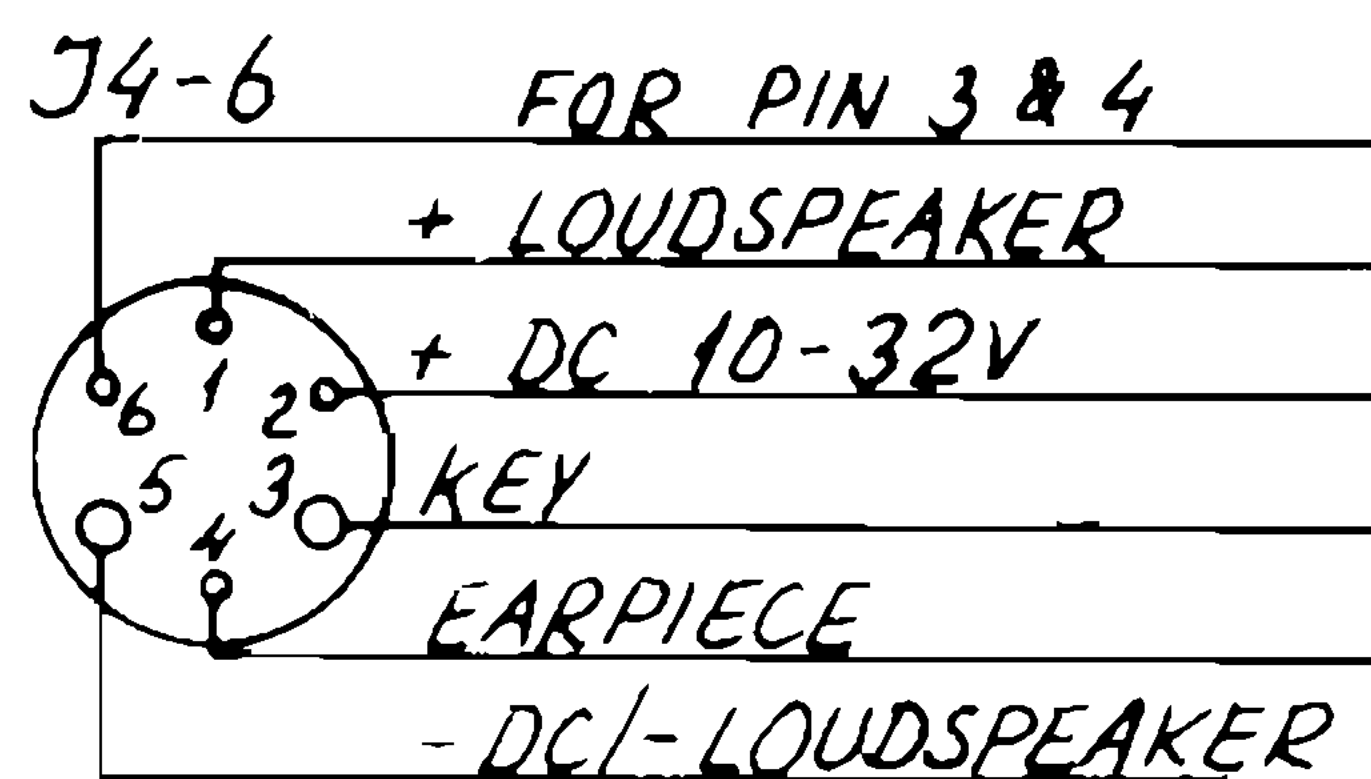 J4-6
FOR PIN 3 & 4
+ LOUDSPEAKER
+ DC 10-32V
1
6
2
KEY
5
3
4
EARPIECE
- DC/- LOUDSPEAKER